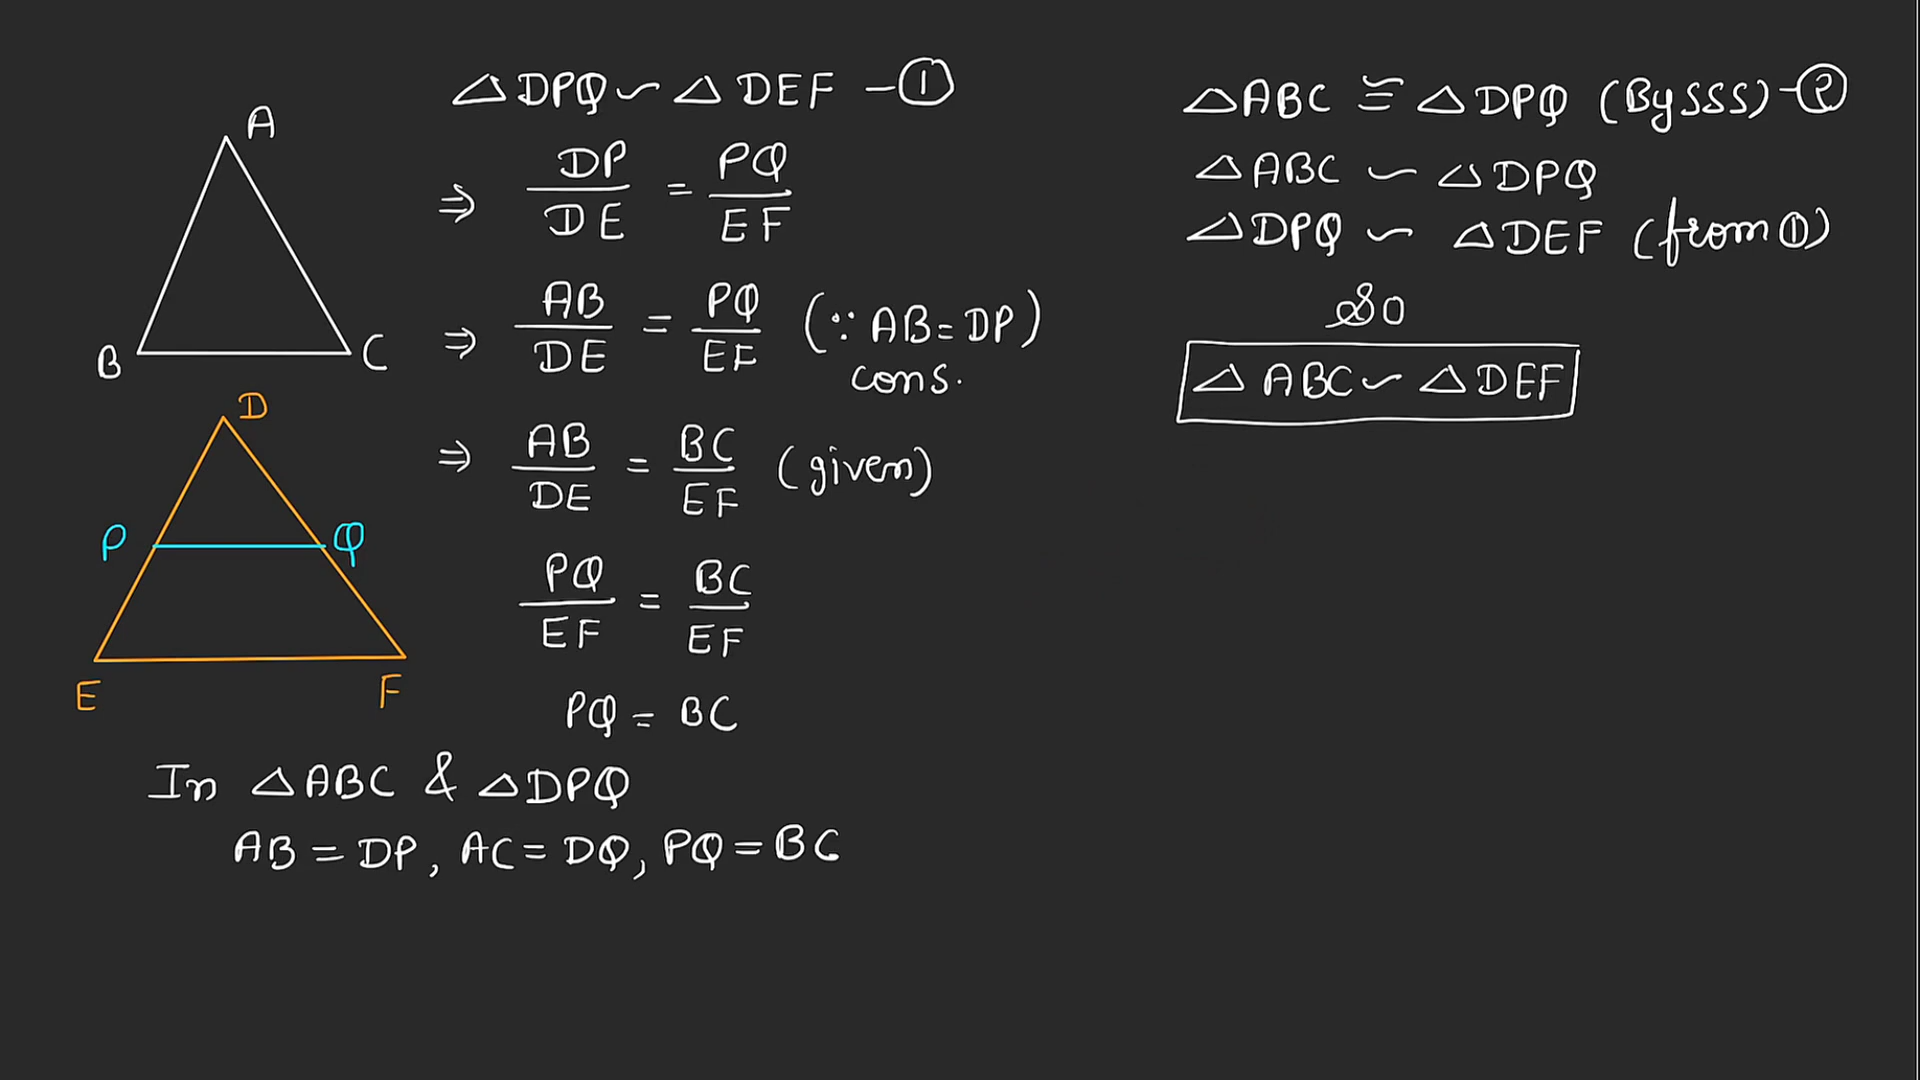 A
B C
D
P Q
E F
△DPQ ∼ △DEF -①
⇒ DP/DE = PQ/EF
⇒ AB/DE = PQ/EF (∵ AB = DP)
cons.
⇒ AB/DE = BC/EF (given)
PQ/EF = BC/EF
PQ = BC
In △ABC & △DPQ
AB = DP, AC = DQ, PQ = BC
△ABC ≅ △DPQ (By SSS) -②
△ABC ∼ △DPQ
△DPQ ∼ △DEF (from ①)
So
△ABC ∼ △DEF